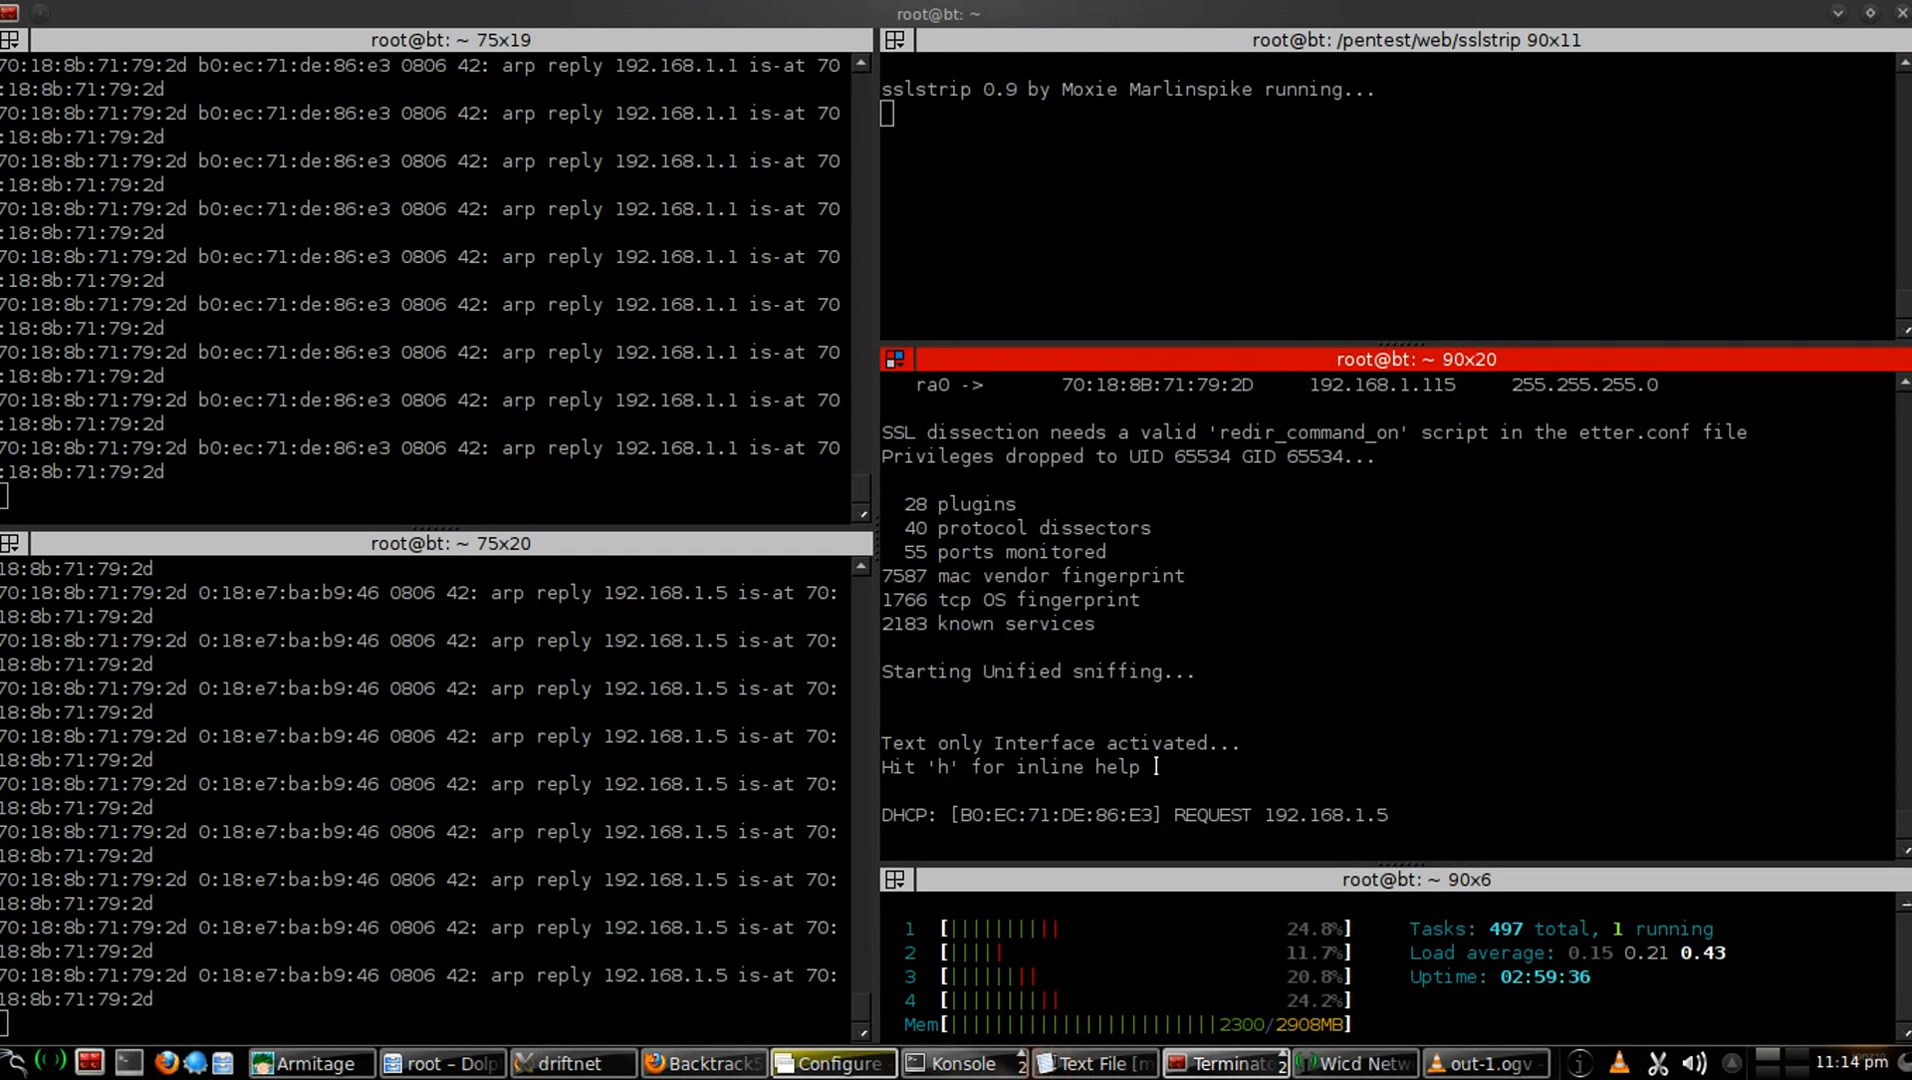 root@bt: ~
root@bt: ~ 75x19
70:18:8b:71:79:2d b0:ec:71:de:86:e3 0806 42: arp reply 192.168.1.1 is-at 70
:18:8b:71:79:2d
70:18:8b:71:79:2d b0:ec:71:de:86:e3 0806 42: arp reply 192.168.1.1 is-at 70
:18:8b:71:79:2d
70:18:8b:71:79:2d b0:ec:71:de:86:e3 0806 42: arp reply 192.168.1.1 is-at 70
:18:8b:71:79:2d
70:18:8b:71:79:2d b0:ec:71:de:86:e3 0806 42: arp reply 192.168.1.1 is-at 70
:18:8b:71:79:2d
70:18:8b:71:79:2d b0:ec:71:de:86:e3 0806 42: arp reply 192.168.1.1 is-at 70
:18:8b:71:79:2d
70:18:8b:71:79:2d b0:ec:71:de:86:e3 0806 42: arp reply 192.168.1.1 is-at 70
:18:8b:71:79:2d
70:18:8b:71:79:2d b0:ec:71:de:86:e3 0806 42: arp reply 192.168.1.1 is-at 70
:18:8b:71:79:2d
70:18:8b:71:79:2d b0:ec:71:de:86:e3 0806 42: arp reply 192.168.1.1 is-at 70
:18:8b:71:79:2d
70:18:8b:71:79:2d b0:ec:71:de:86:e3 0806 42: arp reply 192.168.1.1 is-at 70
:18:8b:71:79:2d
root@bt: ~ 75x20
18:8b:71:79:2d
70:18:8b:71:79:2d 0:18:e7:ba:b9:46 0806 42: arp reply 192.168.1.5 is-at 70:
18:8b:71:79:2d
70:18:8b:71:79:2d 0:18:e7:ba:b9:46 0806 42: arp reply 192.168.1.5 is-at 70:
18:8b:71:79:2d
70:18:8b:71:79:2d 0:18:e7:ba:b9:46 0806 42: arp reply 192.168.1.5 is-at 70:
18:8b:71:79:2d
70:18:8b:71:79:2d 0:18:e7:ba:b9:46 0806 42: arp reply 192.168.1.5 is-at 70:
18:8b:71:79:2d
70:18:8b:71:79:2d 0:18:e7:ba:b9:46 0806 42: arp reply 192.168.1.5 is-at 70:
18:8b:71:79:2d
70:18:8b:71:79:2d 0:18:e7:ba:b9:46 0806 42: arp reply 192.168.1.5 is-at 70:
18:8b:71:79:2d
70:18:8b:71:79:2d 0:18:e7:ba:b9:46 0806 42: arp reply 192.168.1.5 is-at 70:
18:8b:71:79:2d
70:18:8b:71:79:2d 0:18:e7:ba:b9:46 0806 42: arp reply 192.168.1.5 is-at 70:
18:8b:71:79:2d
70:18:8b:71:79:2d 0:18:e7:ba:b9:46 0806 42: arp reply 192.168.1.5 is-at 70:
18:8b:71:79:2d
root@bt: /pentest/web/sslstrip 90x11
sslstrip 0.9 by Moxie Marlinspike running...
root@bt: ~ 90x20
ra0 -> 70:18:8B:71:79:2D 192.168.1.115 255.255.255.0
SSL dissection needs a valid 'redir_command_on' script in the etter.conf file
Privileges dropped to UID 65534 GID 65534...
28 plugins
40 protocol dissectors
55 ports monitored
7587 mac vendor fingerprint
1766 tcp OS fingerprint
2183 known services
Starting Unified sniffing...
Text only Interface activated...
Hit 'h' for inline help
DHCP: [B0:EC:71:DE:86:E3] REQUEST 192.168.1.5
root@bt: ~ 90x6
1 [||||||||||| 24.8%] Tasks: 497 total, 1 running
2 [||||| 11.7%] Load average: 0.15 0.21 0.43
3 [||||||||| 20.8%] Uptime: 02:59:36
4 [||||||||||| 24.2%]
Mem[||||||||||||||||||||||||2300/2908MB]
Armitage
root – Dolp
driftnet
Backtrack5
Configure
Konsole 2
Text File [m
Terminato 2
Wicd Netw
out-1.ogv
11:14 pm